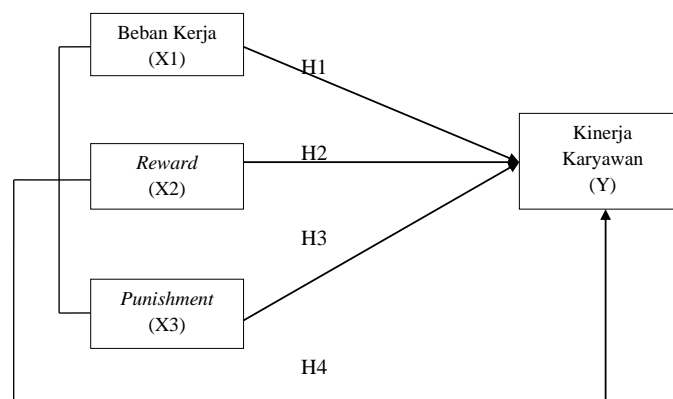 Beban Kerja
(X1)
H1
Kinerja
Karyawan
(Y)
Reward
(X2)
H2
H3
Punishment
(X3)
H4